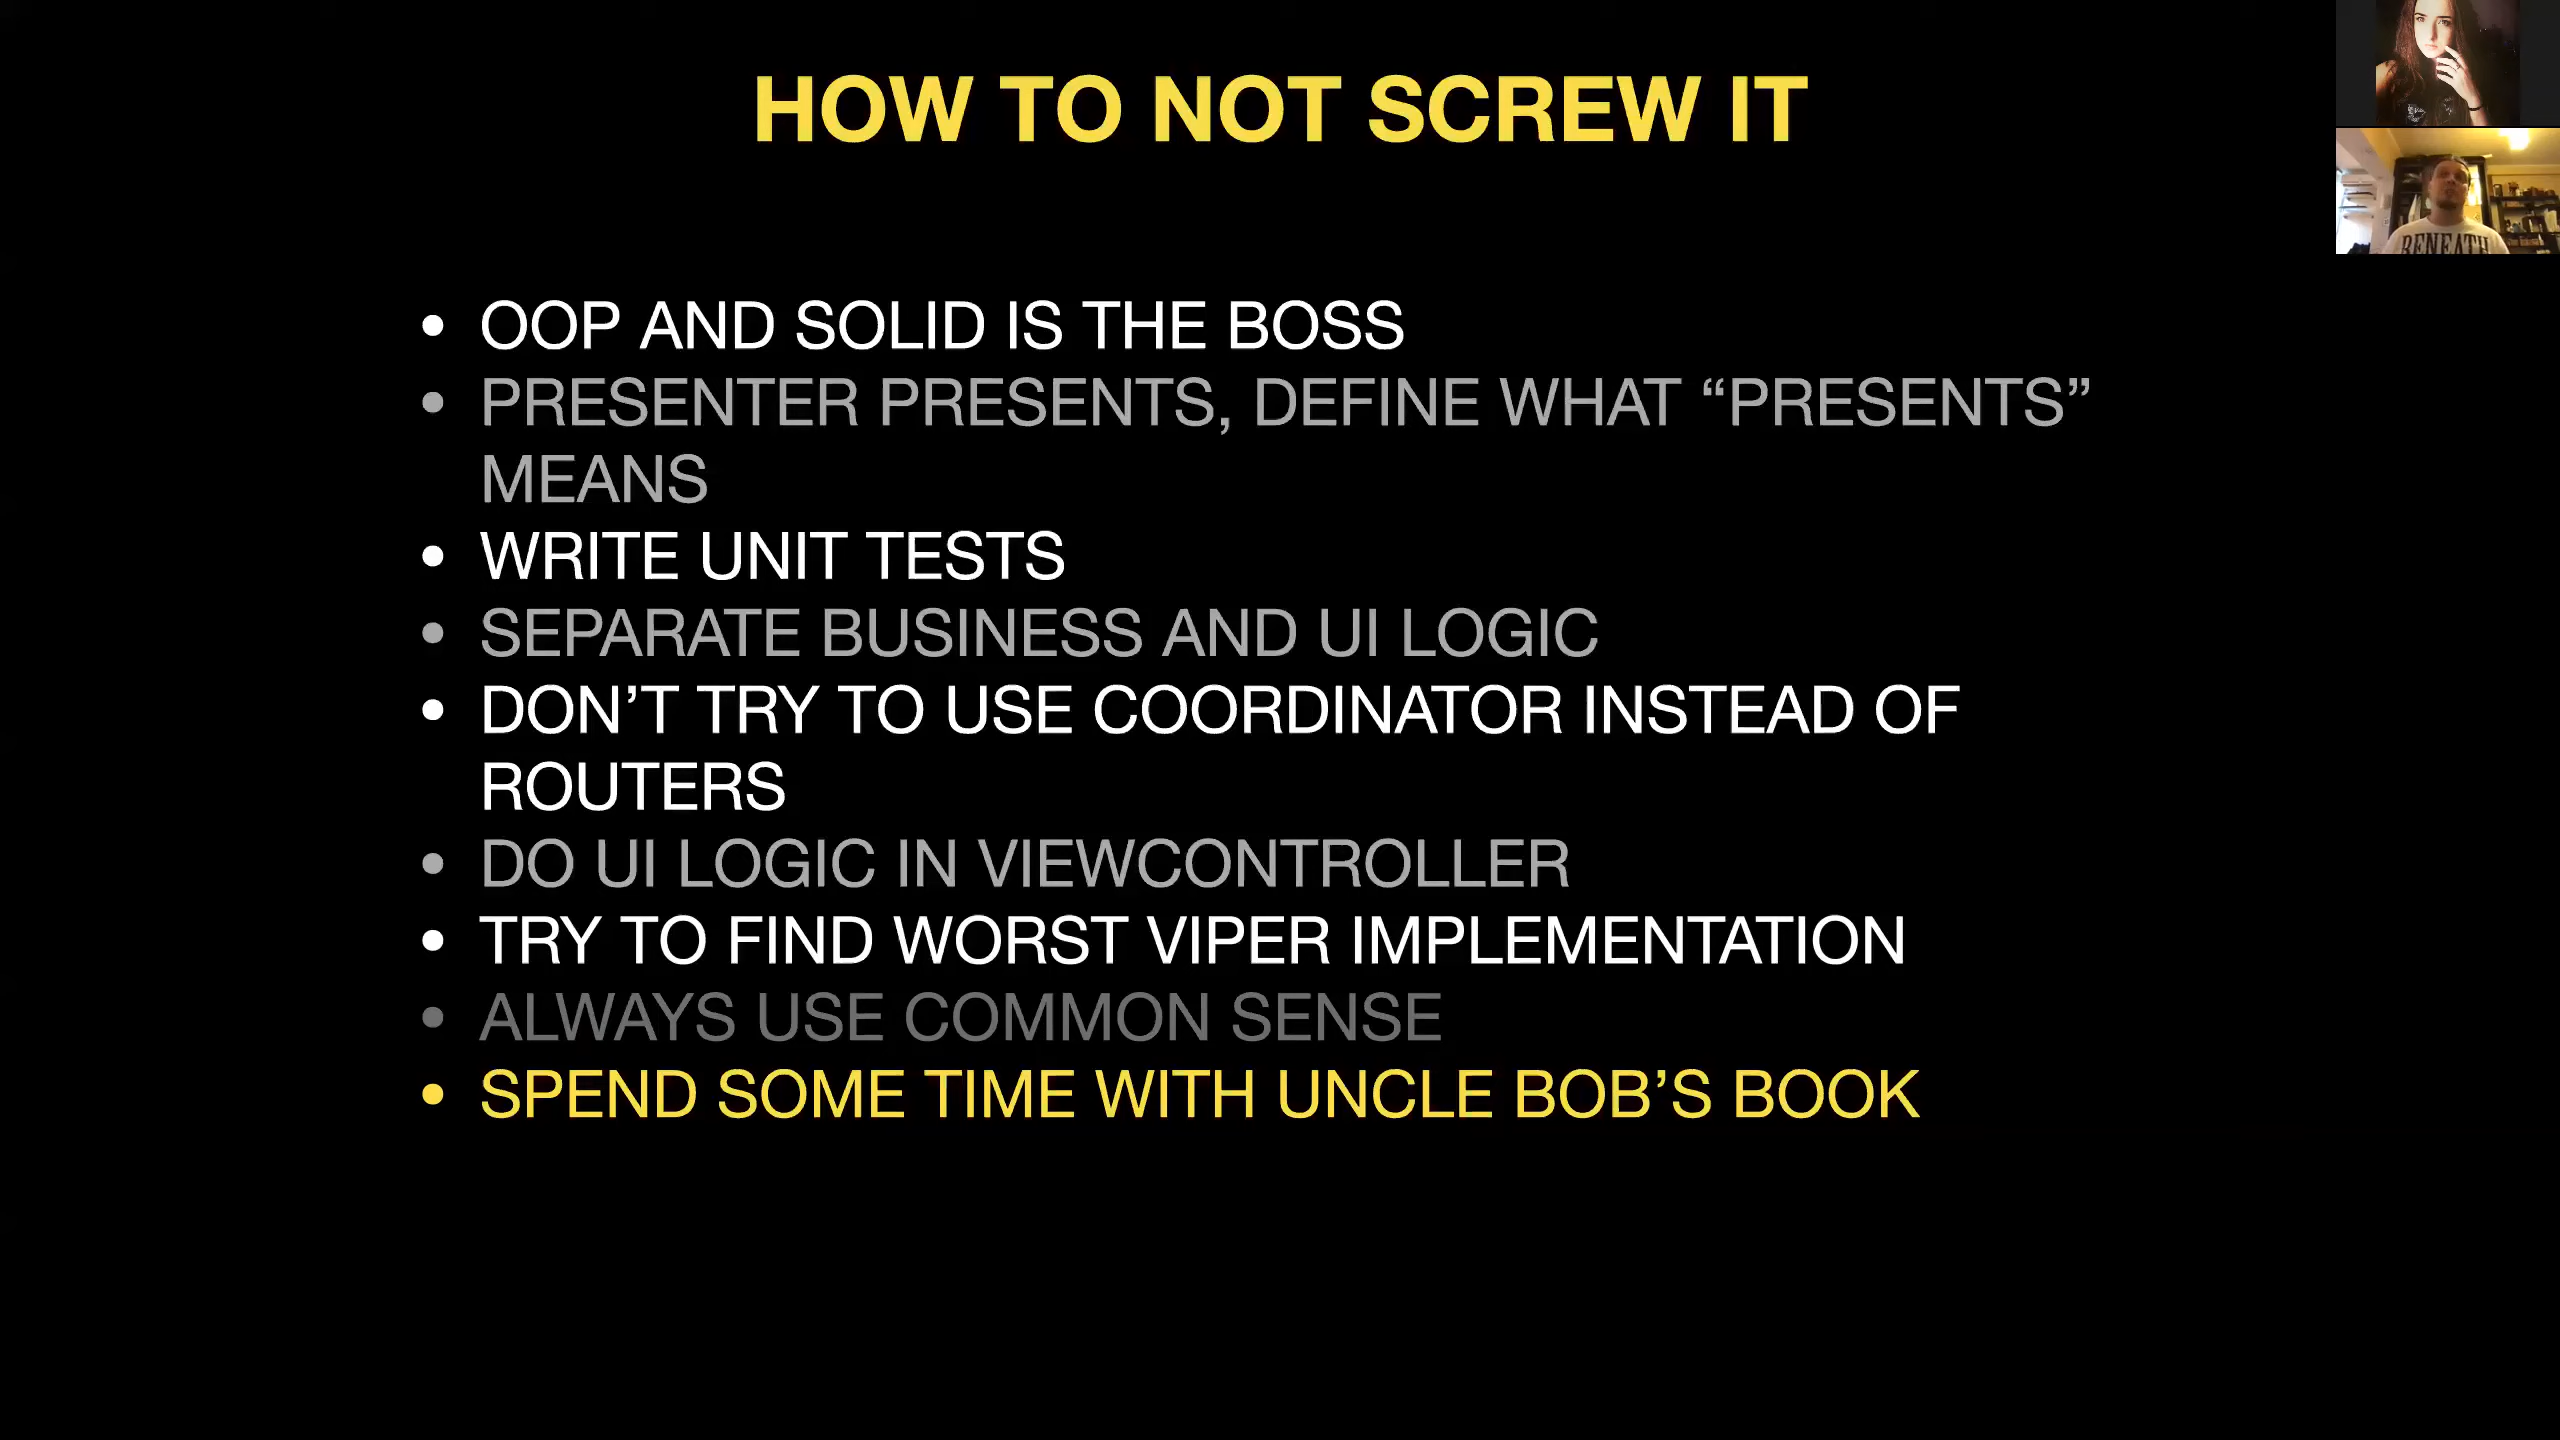 HOW TO NOT SCREW IT
• OOP AND SOLID IS THE BOSS
• PRESENTER PRESENTS, DEFINE WHAT “PRESENTS”
MEANS
• WRITE UNIT TESTS
• SEPARATE BUSINESS AND UI LOGIC
• DON’T TRY TO USE COORDINATOR INSTEAD OF
ROUTERS
• DO UI LOGIC IN VIEWCONTROLLER
• TRY TO FIND WORST VIPER IMPLEMENTATION
• ALWAYS USE COMMON SENSE
• SPEND SOME TIME WITH UNCLE BOB’S BOOK
BENEATH